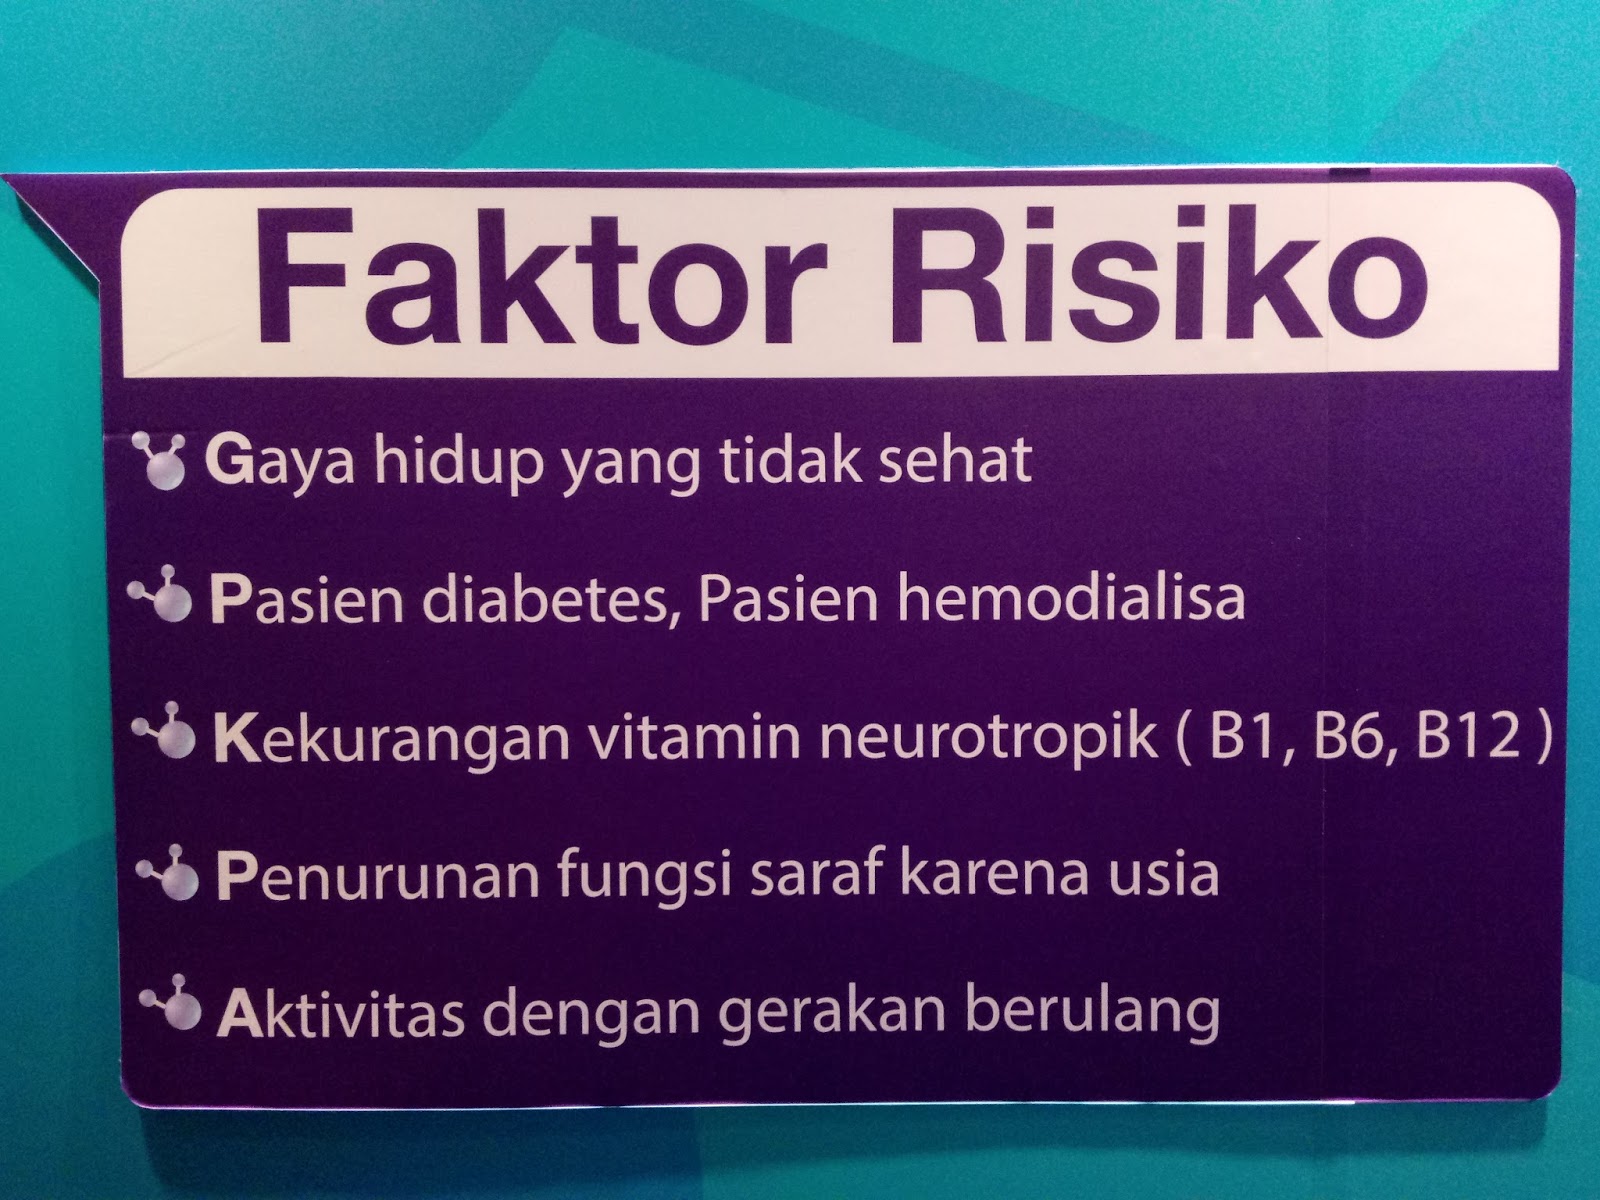 Faktor Risiko
Gaya hidup yang tidak sehat
Pasien diabetes, Pasien hemodialisa
Kekurangan vitamin neurotropik ( B1, B6, B12 )
Penurunan fungsi saraf karena usia
Aktivitas dengan gerakan berulang